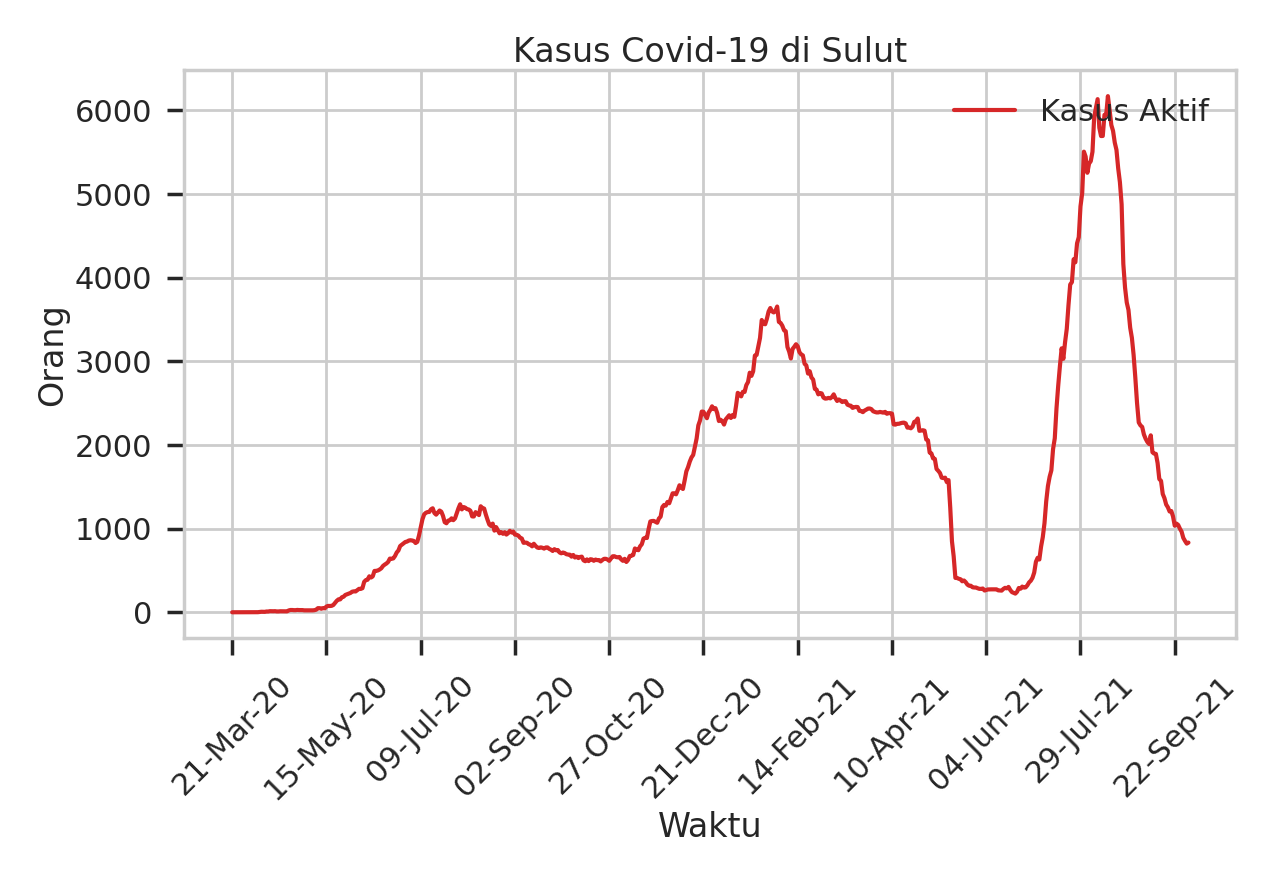 Kasus Covid-19 di Sulut
Kasus Aktif
6000
5000
4000
3000
2000
1000
0
Orang
21-Mar-20
15-May-20
09-Jul-20
02-Sep-20
27-Oct-20
21-Dec-20
14-Feb-21
10-Apr-21
04-Jun-21
29-Jul-21
22-Sep-21
Waktu